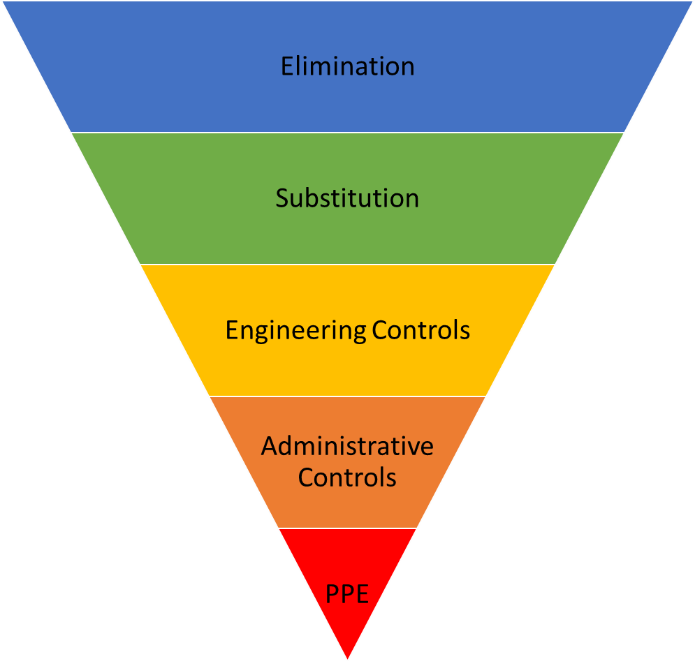 Elimination
Substitution
Engineering Controls
Administrative
Controls
PPE